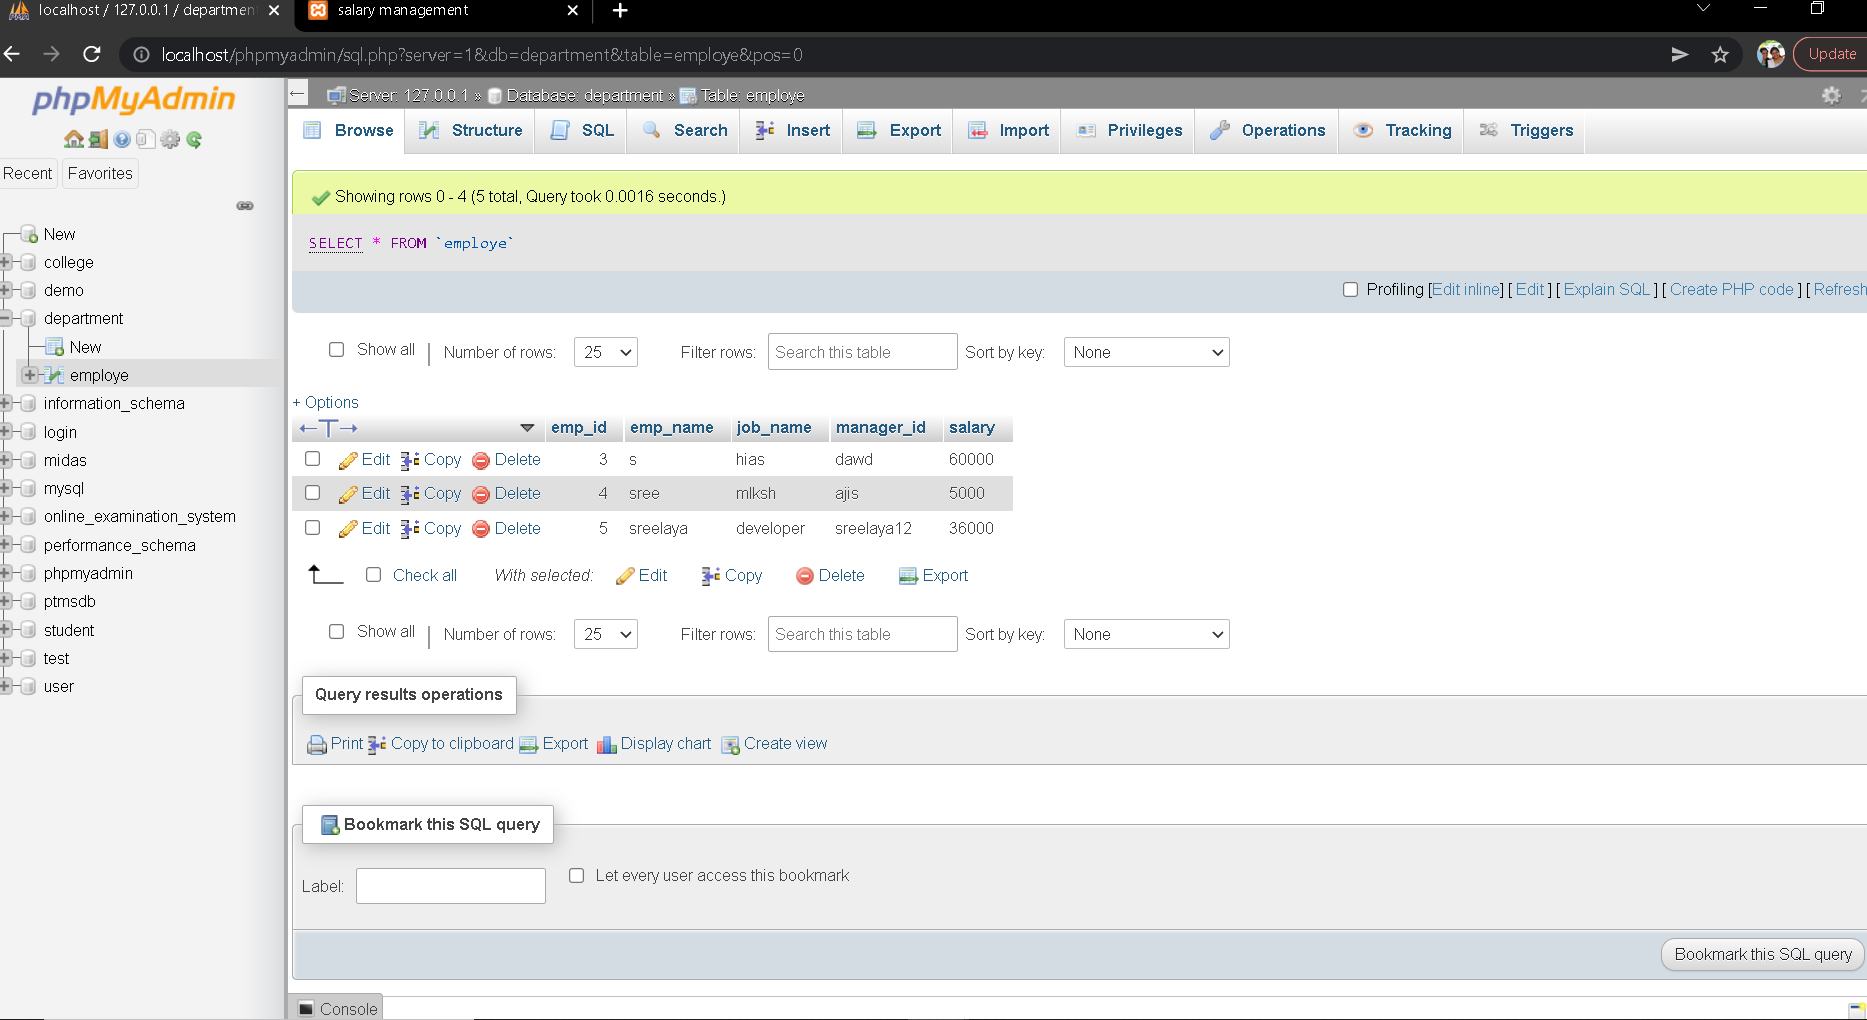 localhost / 127.0.0.1 / departmen
salary management
localhost/phpmyadmin/sql.php?server=1&db=department&table=employe&pos=0
Update
phpMyAdmin
Recent Favorites
New
college
demo
department
New
employe
information_schema
login
midas
mysql
online_examination_system
performance_schema
phpmyadmin
ptmsdb
student
test
user
Server: 127.0.0.1 » Database: department » Table: employe
Browse Structure SQL Search Insert Export Import Privileges Operations Tracking Triggers
Showing rows 0 - 4 (5 total, Query took 0.0016 seconds.)
SELECT * FROM `employe`
Profiling [Edit inline] [ Edit ] [ Explain SQL ] [ Create PHP code ] [ Refresh
Show all | Number of rows: 25 Filter rows: Search this table Sort by key: None
+ Options
←T→ emp_id emp_name job_name manager_id salary
Edit Copy Delete 3 s hias dawd 60000
Edit Copy Delete 4 sree mlksh ajis 5000
Edit Copy Delete 5 sreelaya developer sreelaya12 36000
Check all With selected: Edit Copy Delete Export
Show all | Number of rows: 25 Filter rows: Search this table Sort by key: None
Query results operations
Print Copy to clipboard Export Display chart Create view
Bookmark this SQL query
Label: Let every user access this bookmark
Bookmark this SQL query
Console